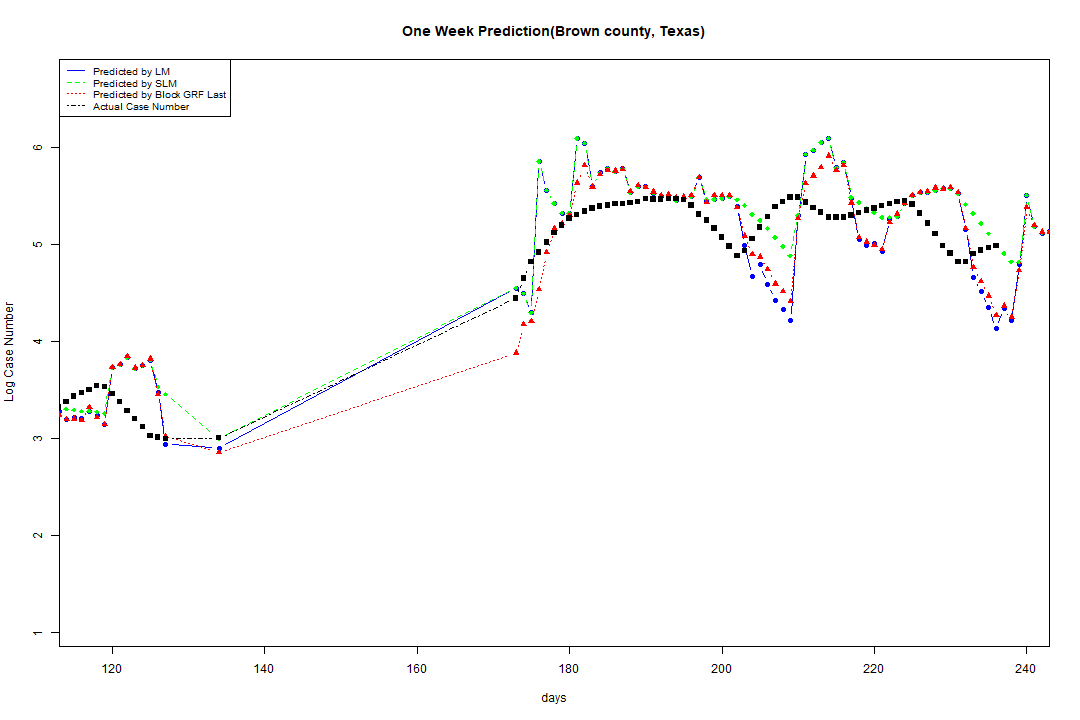 One Week Prediction(Brown county, Texas)
Predicted by LM
Predicted by SLM
Predicted by Block GRF Last
Actual Case Number
Log Case Number
6
5
4
3
2
1
120 140 160 180 200 220 240
days